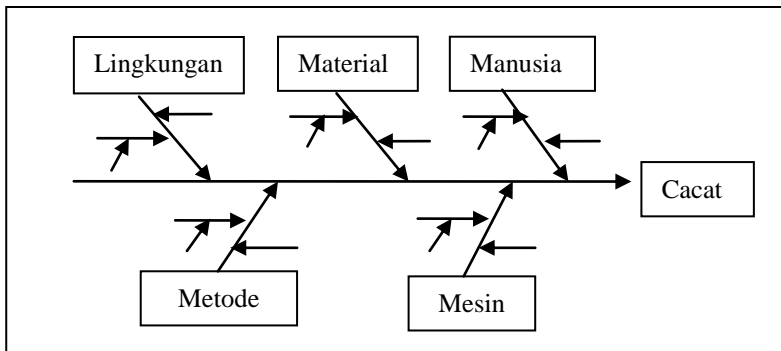 Lingkungan
Material
Manusia
Cacat
Metode
Mesin